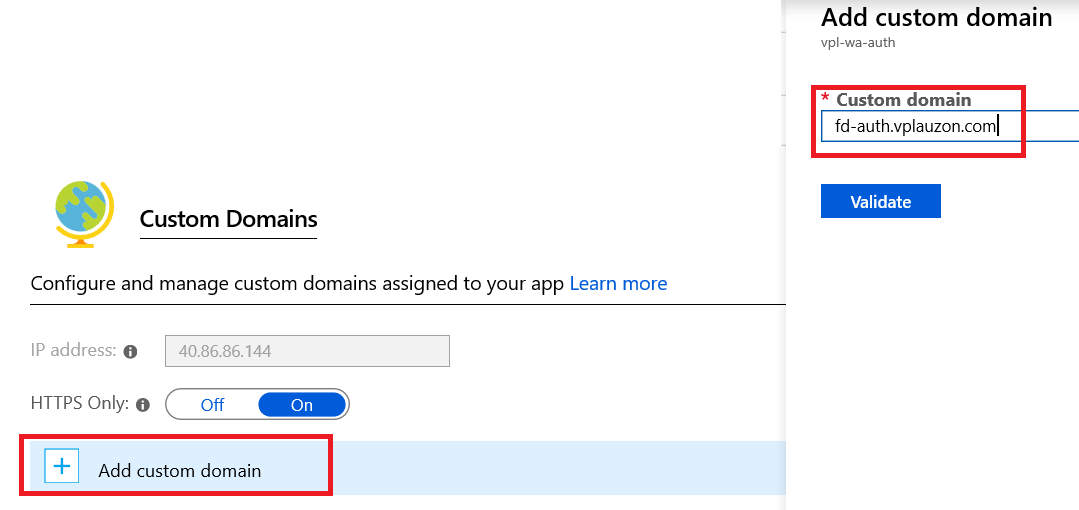 Custom Domains
Configure and manage custom domains assigned to your app Learn more
IP address:
40.86.86.144
HTTPS Only:
Off
On
Add custom domain
Add custom domain
vpl-wa-auth
* Custom domain
fd-auth.vplauzon.com
Validate